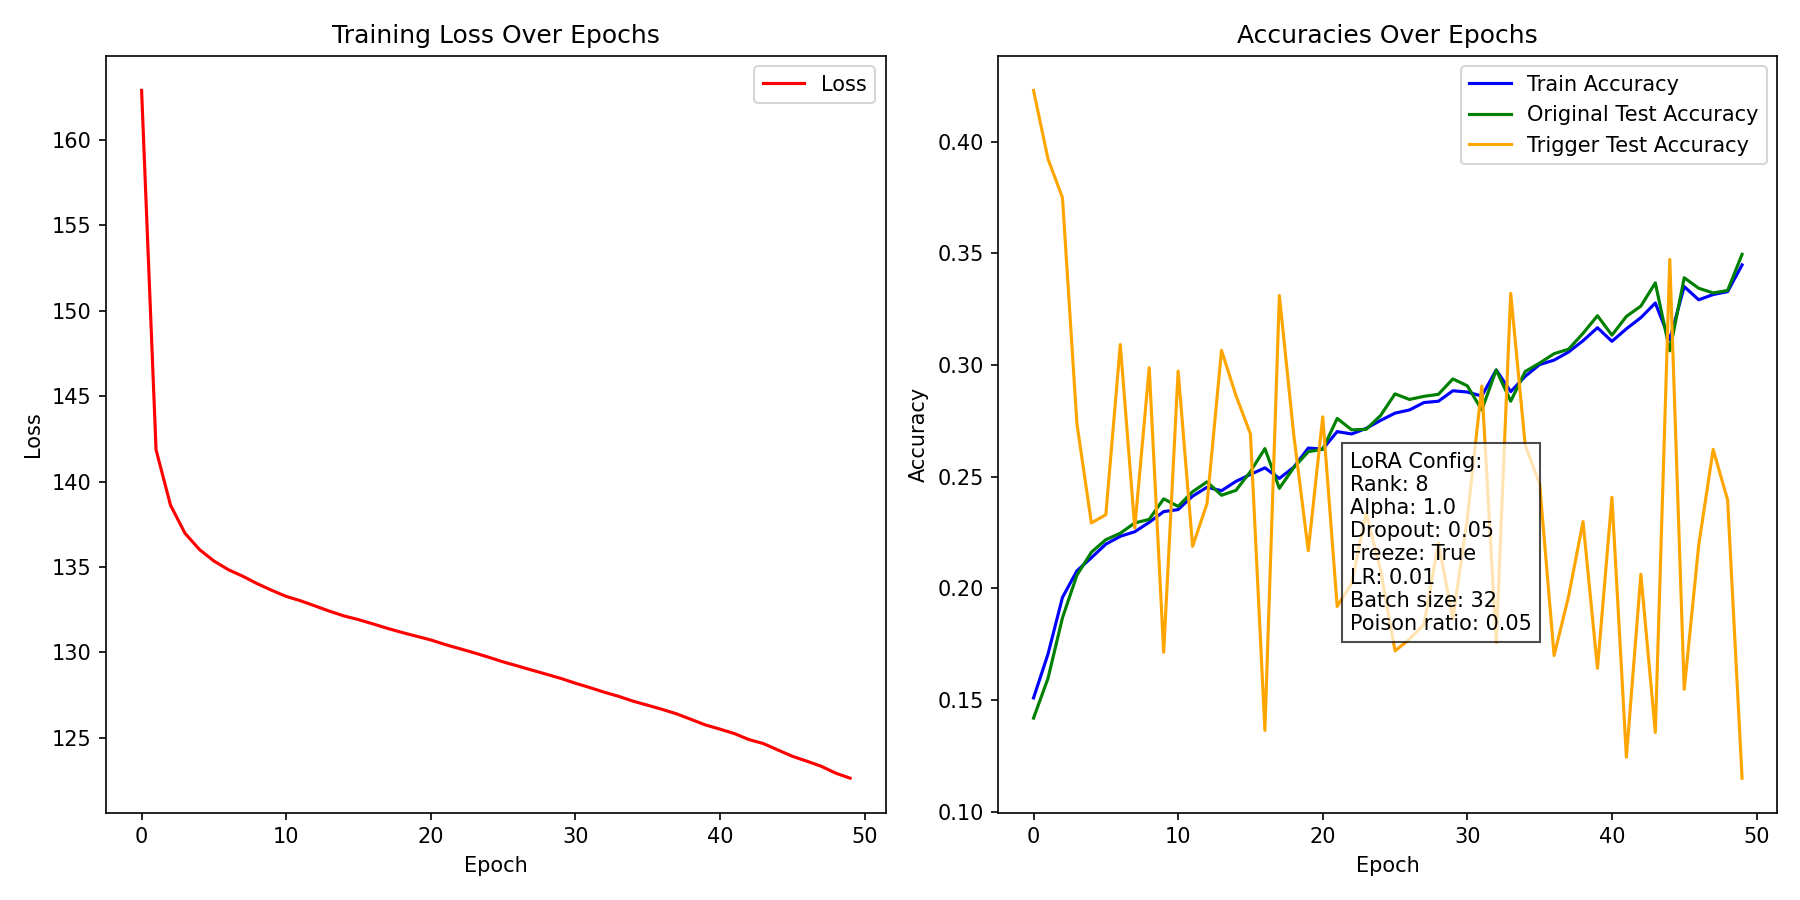 Training Loss Over Epochs
Loss
160
155
150
145
140
135
130
125
Loss
0 10 20 30 40 50
Epoch
Accuracies Over Epochs
Train Accuracy
Original Test Accuracy
Trigger Test Accuracy
0.40
0.35
0.30
0.25
0.20
0.15
0.10
Accuracy
LoRA Config:
Rank: 8
Alpha: 1.0
Dropout: 0.05
Freeze: True
LR: 0.01
Batch size: 32
Poison ratio: 0.05
0 10 20 30 40 50
Epoch